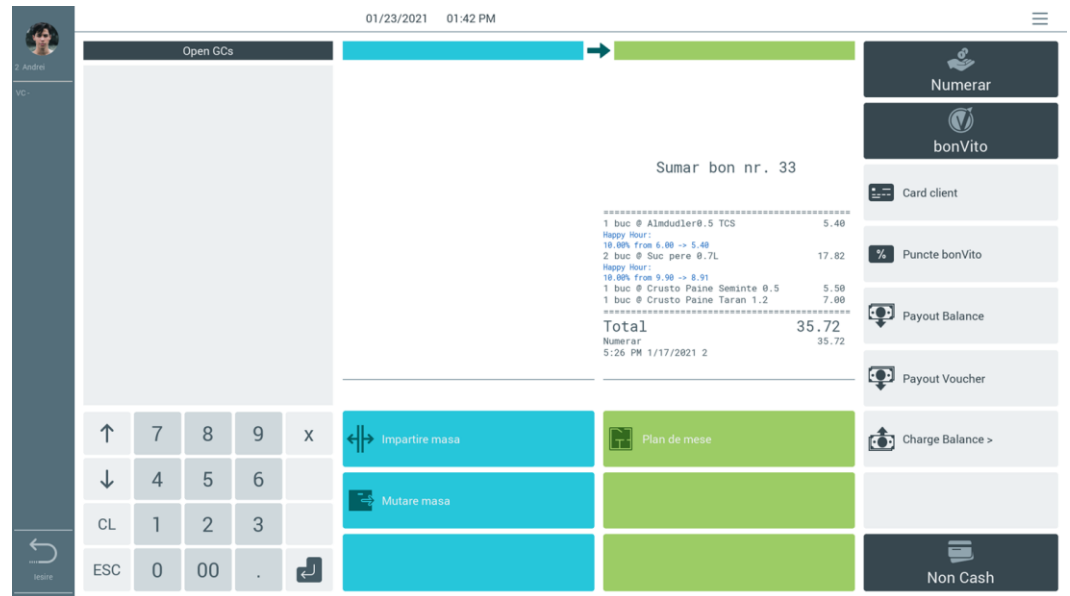 01/23/2021 01:42 PM
2 Andrei
VC -
Iesire
Open GCs
↑ 7 8 9 X
↓ 4 5 6
CL 1 2 3
ESC 0 00 .
Sumar bon nr. 33
=============================================
1 buc @ Almdudler0.5 TCS 5.40
Happy Hour:
10.00% from 6.00 -> 5.40
2 buc @ Suc pere 0.7L 17.82
Happy Hour:
10.00% from 9.90 -> 8.91
1 buc @ Crusto Paine Seminte 0.5 5.50
1 buc @ Crusto Paine Taran 1.2 7.00
=============================================
Total 35.72
Numerar 35.72
5:26 PM 1/17/2021 2
Impartire masa
Mutare masa
Plan de mese
Numerar
bonVito
Card client
% Puncte bonVito
Payout Balance
Payout Voucher
Charge Balance >
Non Cash